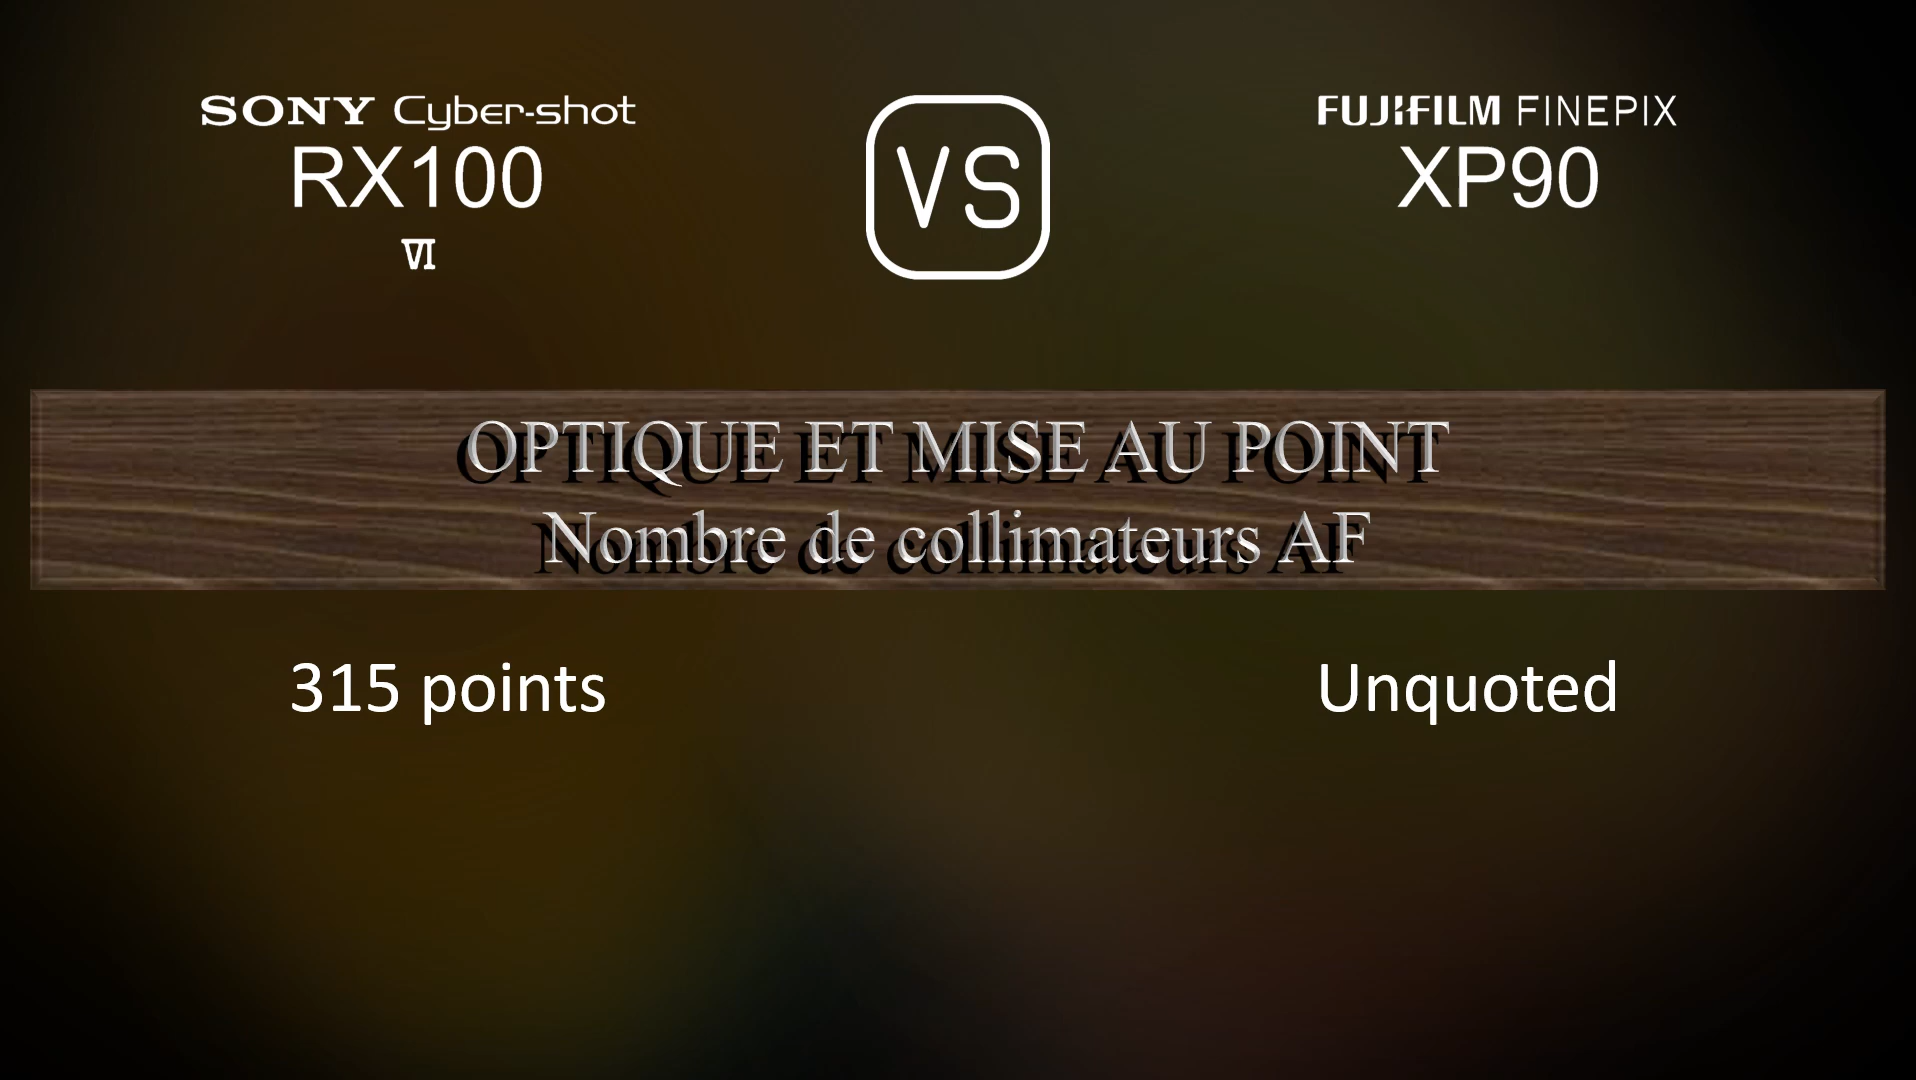 SONY Cyber-shot
RX100
VI
VS
FUJIFILM FINEPIX
XP90
OPTIQUE ET MISE AU POINT
Nombre de collimateurs AF
315 points
Unquoted